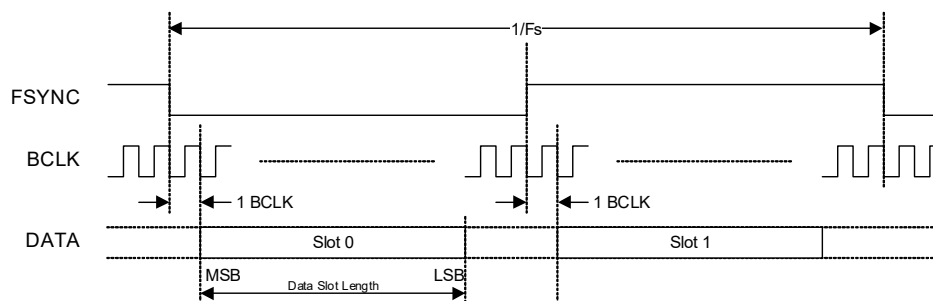 1/Fs
FSYNC
BCLK
1 BCLK
1 BCLK
DATA
Slot 0
Slot 1
MSB
LSB
Data Slot Length